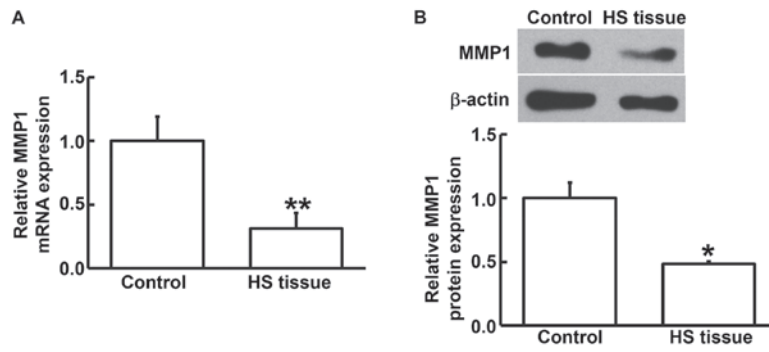 A
Relative MMP1
mRNA expression
1.5
1.0
0.5
0.0
**
Control
HS tissue
B
Control
HS tissue
MMP1
β-actin
Relative MMP1
protein expression
1.5
1.0
0.5
0.0
*
Control
HS tissue